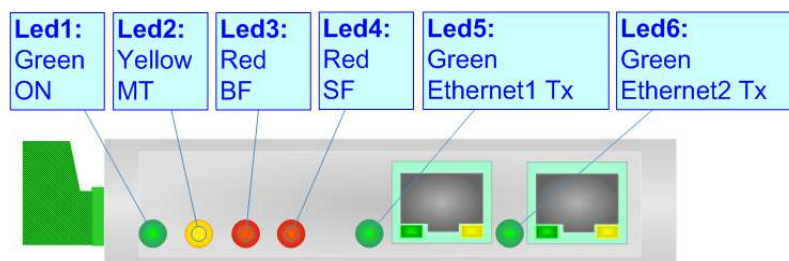 Led1:
Green
ON
Led2:
Yellow
MT
Led3:
Red
BF
Led4:
Red
SF
Led5:
Green
Ethernet1 Tx
Led6:
Green
Ethernet2 Tx